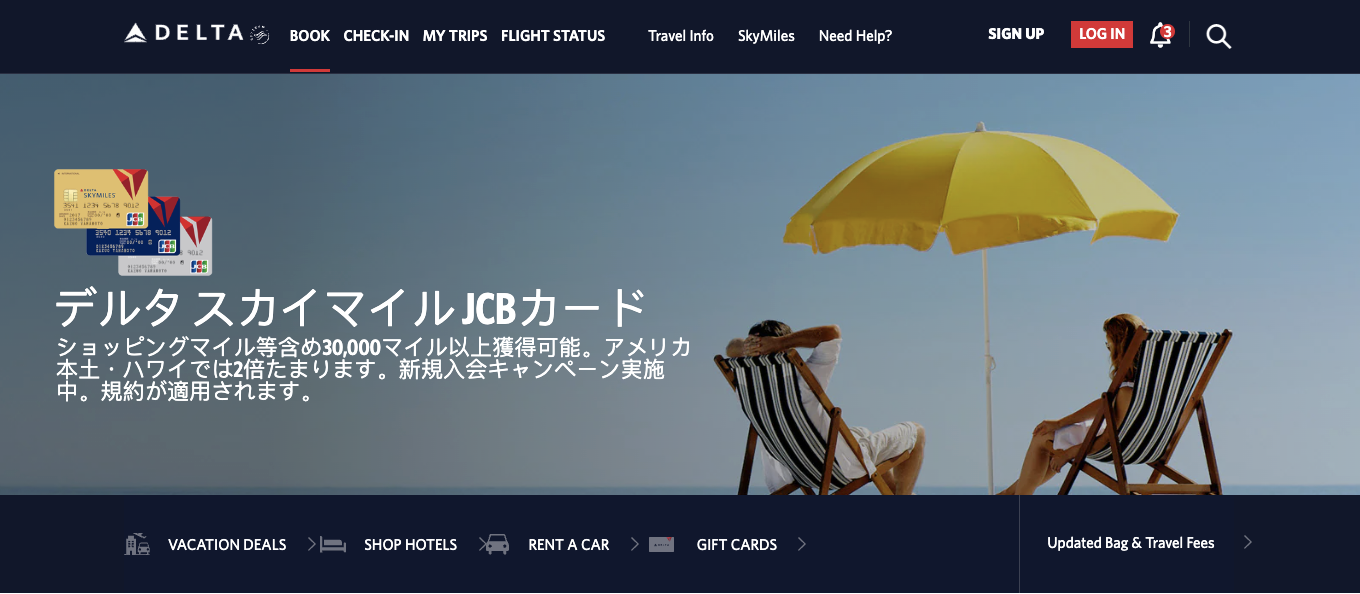 DELTA
BOOK CHECK-IN MY TRIPS FLIGHT STATUS Travel Info SkyMiles Need Help? SIGN UP LOG IN 3
SKYMILES
3541 1234 5678 9012
JCB
3540 1234 5678 9012
JCB
9012
JCB
デルタ スカイマイル JCBカード
ショッピングマイル等含め30,000マイル以上獲得可能。アメリカ
本土・ハワイでは2倍たまります。新規入会キャンペーン実施
中。規約が適用されます。
VACATION DEALS SHOP HOTELS RENT A CAR GIFT CARDS Updated Bag & Travel Fees